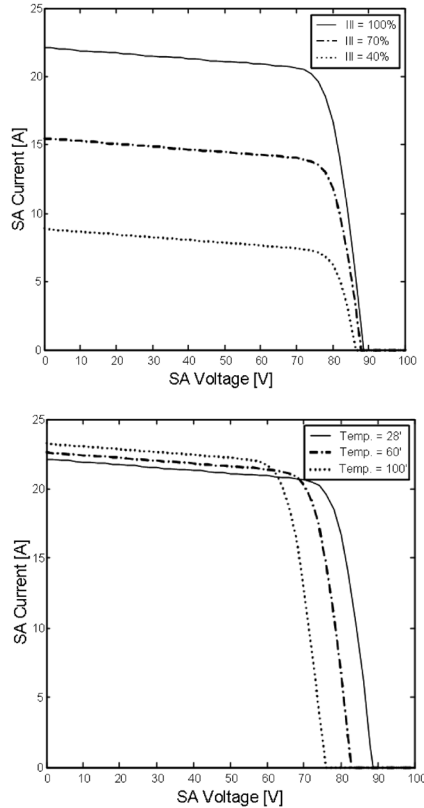 25
20
15
10
5
0
SA Current [A]
Ill = 100%
Ill = 70%
Ill = 40%
0 10 20 30 40 50 60 70 80 90 100
SA Voltage [V]
25
20
15
10
5
0
SA Current [A]
Temp. = 28'
Temp. = 60'
Temp. = 100'
0 10 20 30 40 50 60 70 80 90 100
SA Voltage [V]